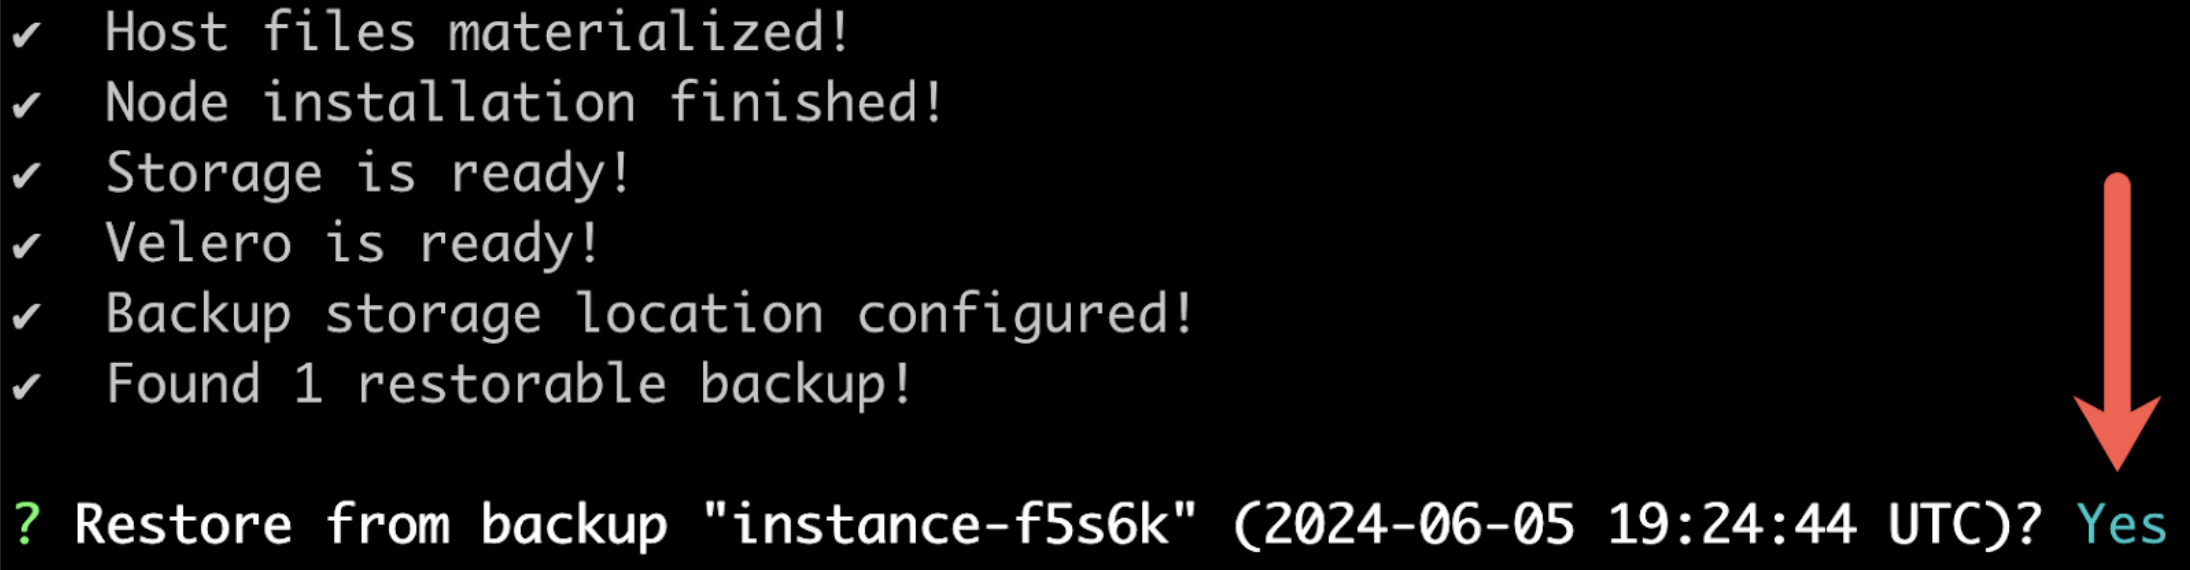 ✔ Host files materialized!
✔ Node installation finished!
✔ Storage is ready!
✔ Velero is ready!
✔ Backup storage location configured!
✔ Found 1 restorable backup!
? Restore from backup "instance-f5s6k" (2024-06-05 19:24:44 UTC)? Yes